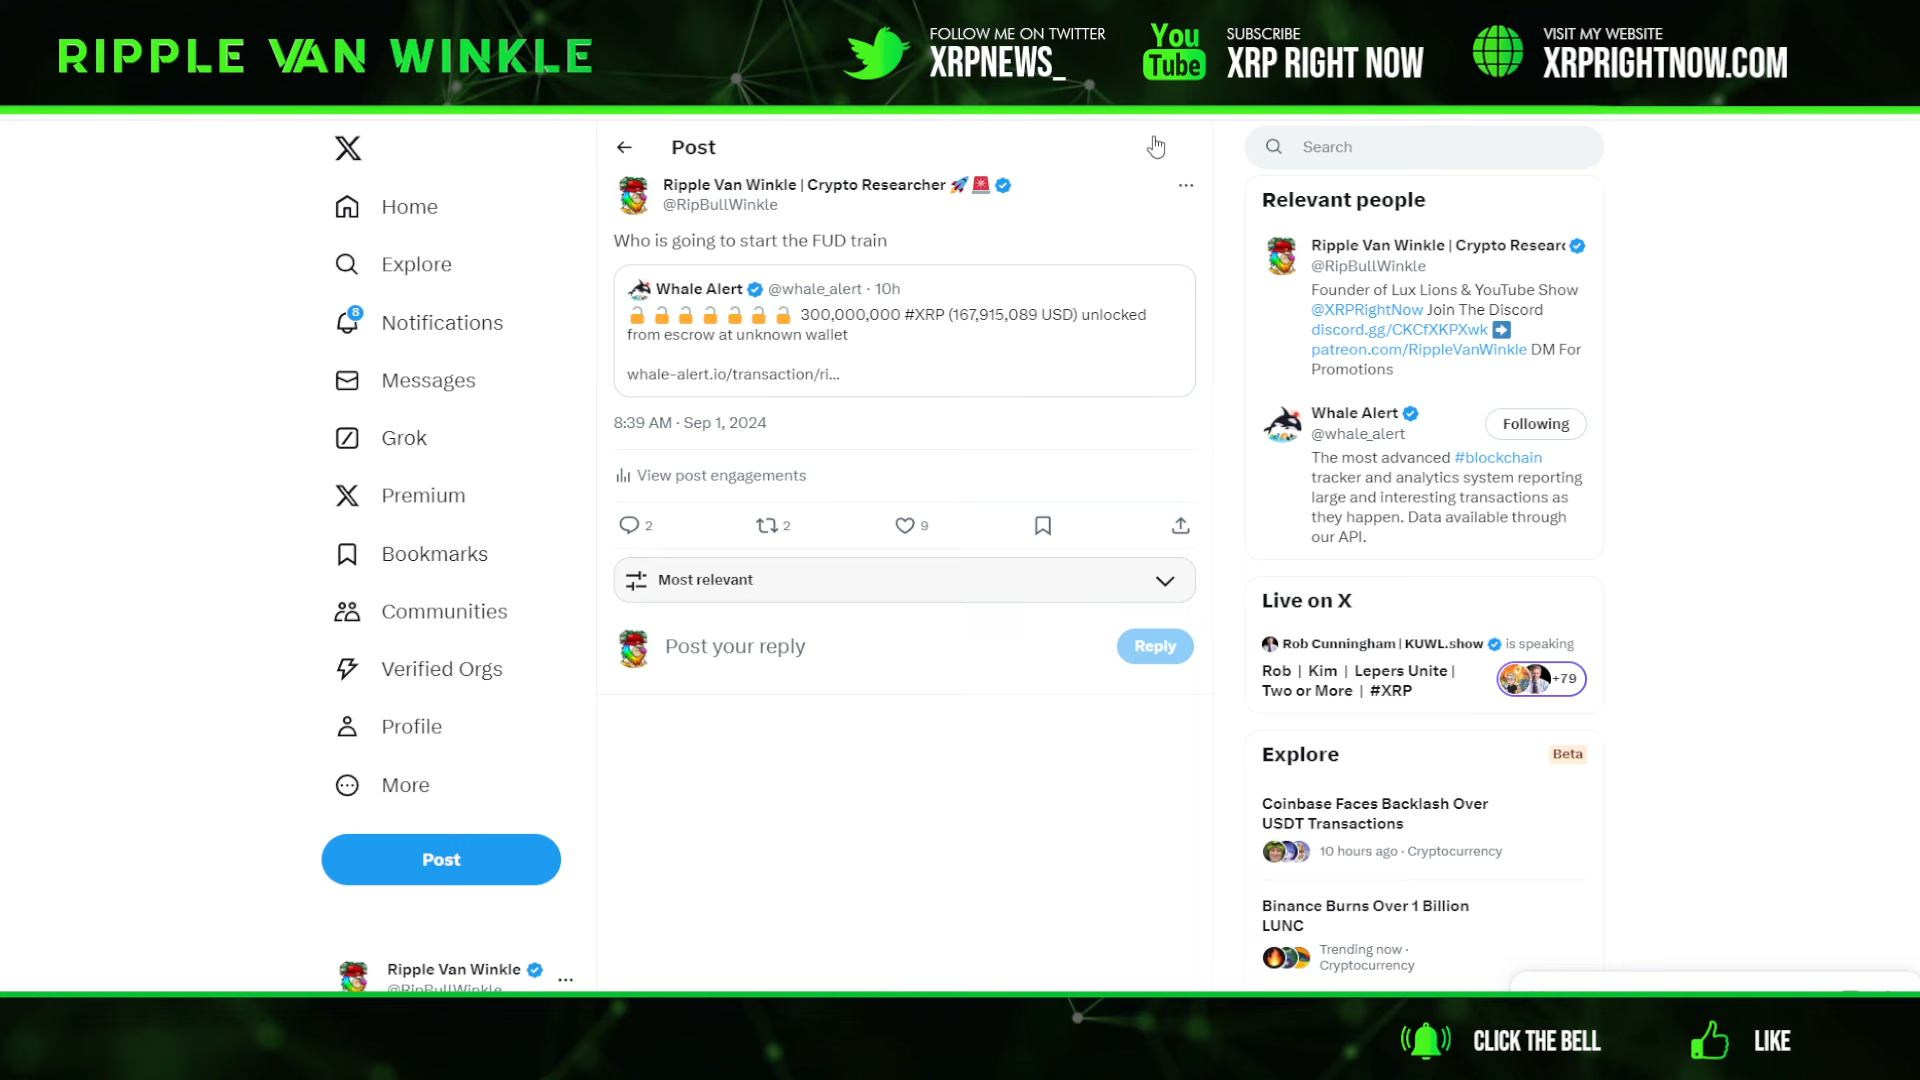 RIPPLE VAN WINKLE
FOLLOW ME ON TWITTER
XRPNEWS_
You
Tube
SUBSCRIBE
XRP RIGHT NOW
VISIT MY WEBSITE
XRPRIGHTNOW.COM
Home
Explore
8
Notifications
Messages
Grok
Premium
Bookmarks
Communities
Verified Orgs
Profile
More
Post
Ripple Van Winkle
@RipBullWinkle
Post
Ripple Van Winkle | Crypto Researcher 🚀🚨
@RipBullWinkle
Who is going to start the FUD train
Whale Alert @whale_alert · 10h
🔓 🔓 🔓 🔓 🔓 🔓 🔓 300,000,000 #XRP (167,915,089 USD) unlocked
from escrow at unknown wallet
whale-alert.io/transaction/ri...
8:39 AM · Sep 1, 2024
View post engagements
2 2 9
Most relevant
Post your reply
Reply
Search
Relevant people
Ripple Van Winkle | Crypto Researc
@RipBullWinkle
Founder of Lux Lions & YouTube Show
@XRPRightNow Join The Discord
discord.gg/CKCfXKPXwk ➡️
patreon.com/RippleVanWinkle DM For
Promotions
Whale Alert
@whale_alert
Following
The most advanced #blockchain
tracker and analytics system reporting
large and interesting transactions as
they happen. Data available through
our API.
Live on X
Rob Cunningham | KUWL.show is speaking
Rob | Kim | Lepers Unite |
Two or More | #XRP
+79
Explore
Beta
Coinbase Faces Backlash Over
USDT Transactions
10 hours ago · Cryptocurrency
Binance Burns Over 1 Billion
LUNC
Trending now ·
Cryptocurrency
CLICK THE BELL
LIKE